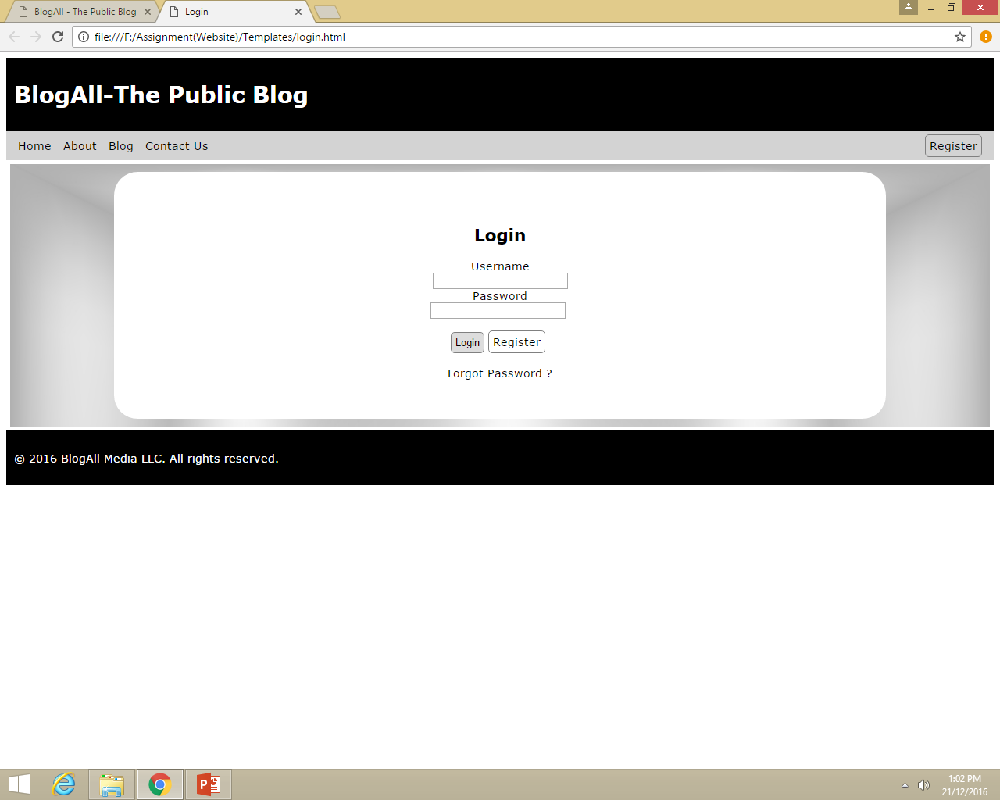 BlogAll - The Public Blog
Login
file:///F:/Assignment(Website)/Templates/login.html
BlogAll-The Public Blog
Home About Blog Contact Us Register
Login
Username
Password
Login Register
Forgot Password ?
© 2016 BlogAll Media LLC. All rights reserved.
1:02 PM
21/12/2016